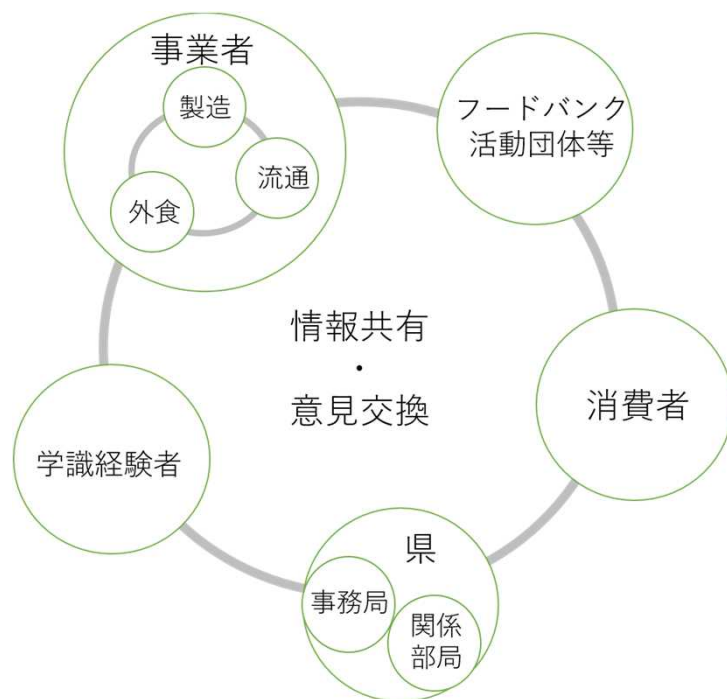 事業者
製造
流通
外食
フードバンク
活動団体等
情報共有
・
意見交換
消費者
学識経験者
県
事務局
関係
部局